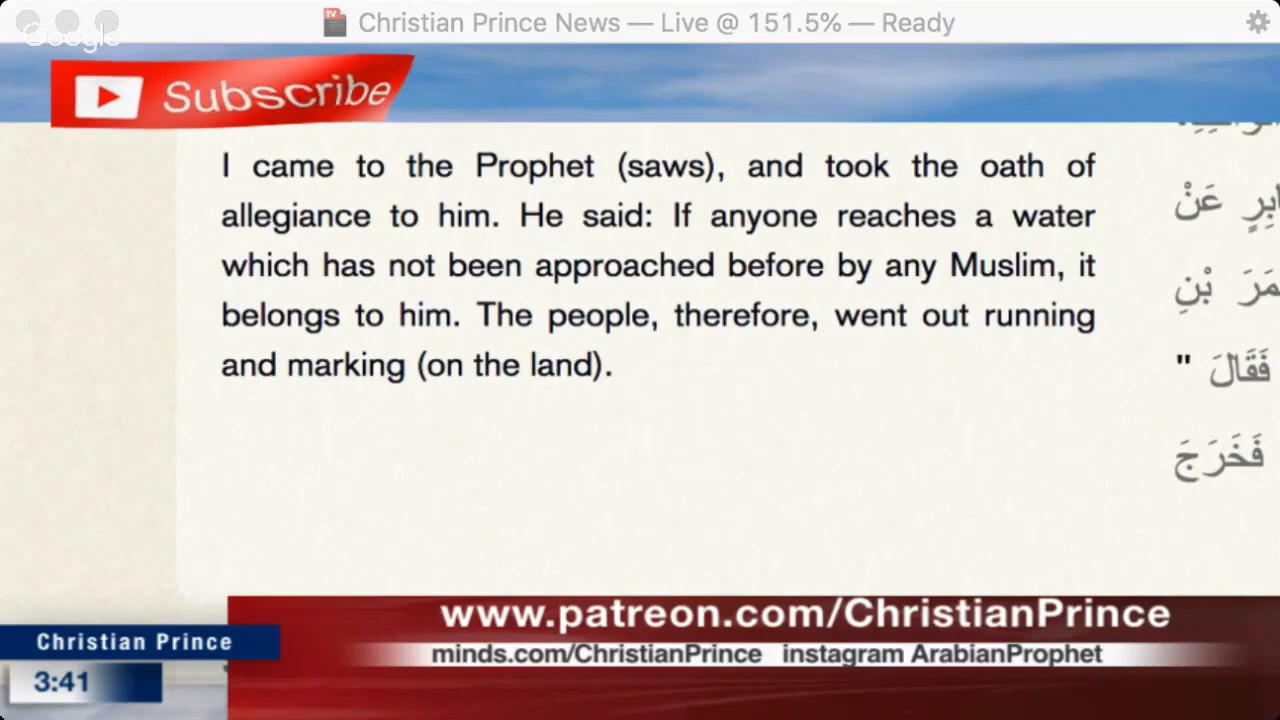 Christian Prince News — Live @ 151.5% — Ready
Google
Subscribe
I came to the Prophet (saws), and took the oath of
allegiance to him. He said: If anyone reaches a water
which has not been approached before by any Muslim, it
belongs to him. The people, therefore, went out running
and marking (on the land).
عَنْ
بْنِ
فَقَالَ "
فَخَرَجَ
www.patreon.com/ChristianPrince
minds.com/ChristianPrince instagram ArabianProphet
Christian Prince
3:41